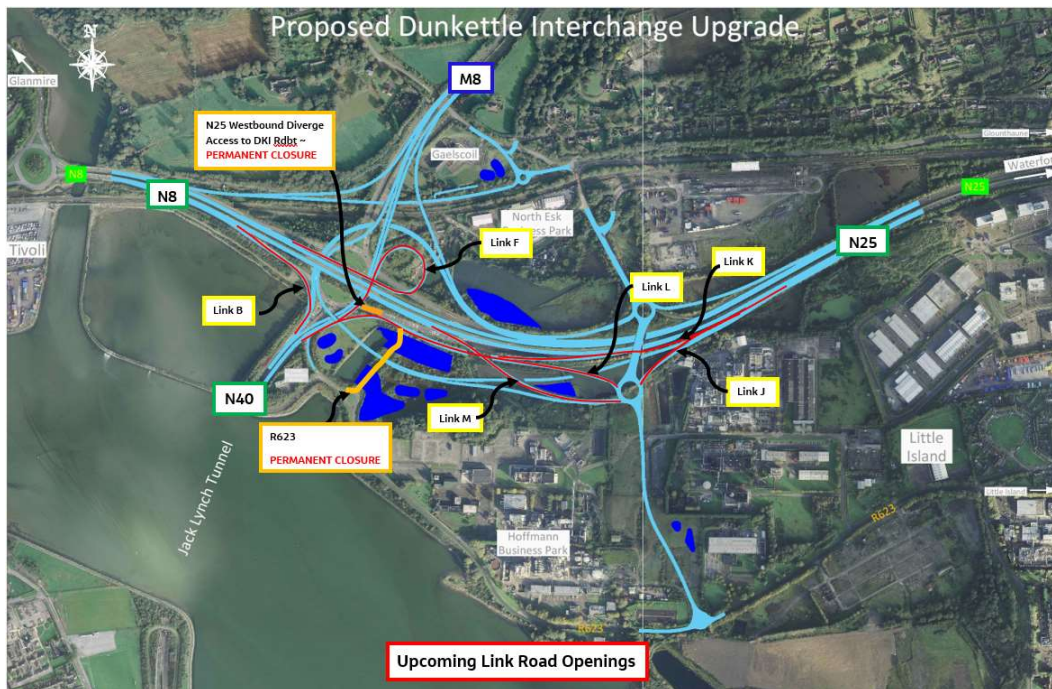 Proposed Dunkettle Interchange Upgrade
N
Glanmire
M8
N25 Westbound Diverge
Access to DKI Rdbt ~
PERMANENT CLOSURE
Gaelscoil
Glounthaune
Waterford
N8
N8
N25
North Esk
Business Park
Tivoli
Link F
N25
Link K
Link L
Link B
Link J
N40
Link M
R623
PERMANENT CLOSURE
Little
Island
Little Island
Jack Lynch Tunnel
R623
Hoffmann
Business Park
R623
Upcoming Link Road Openings